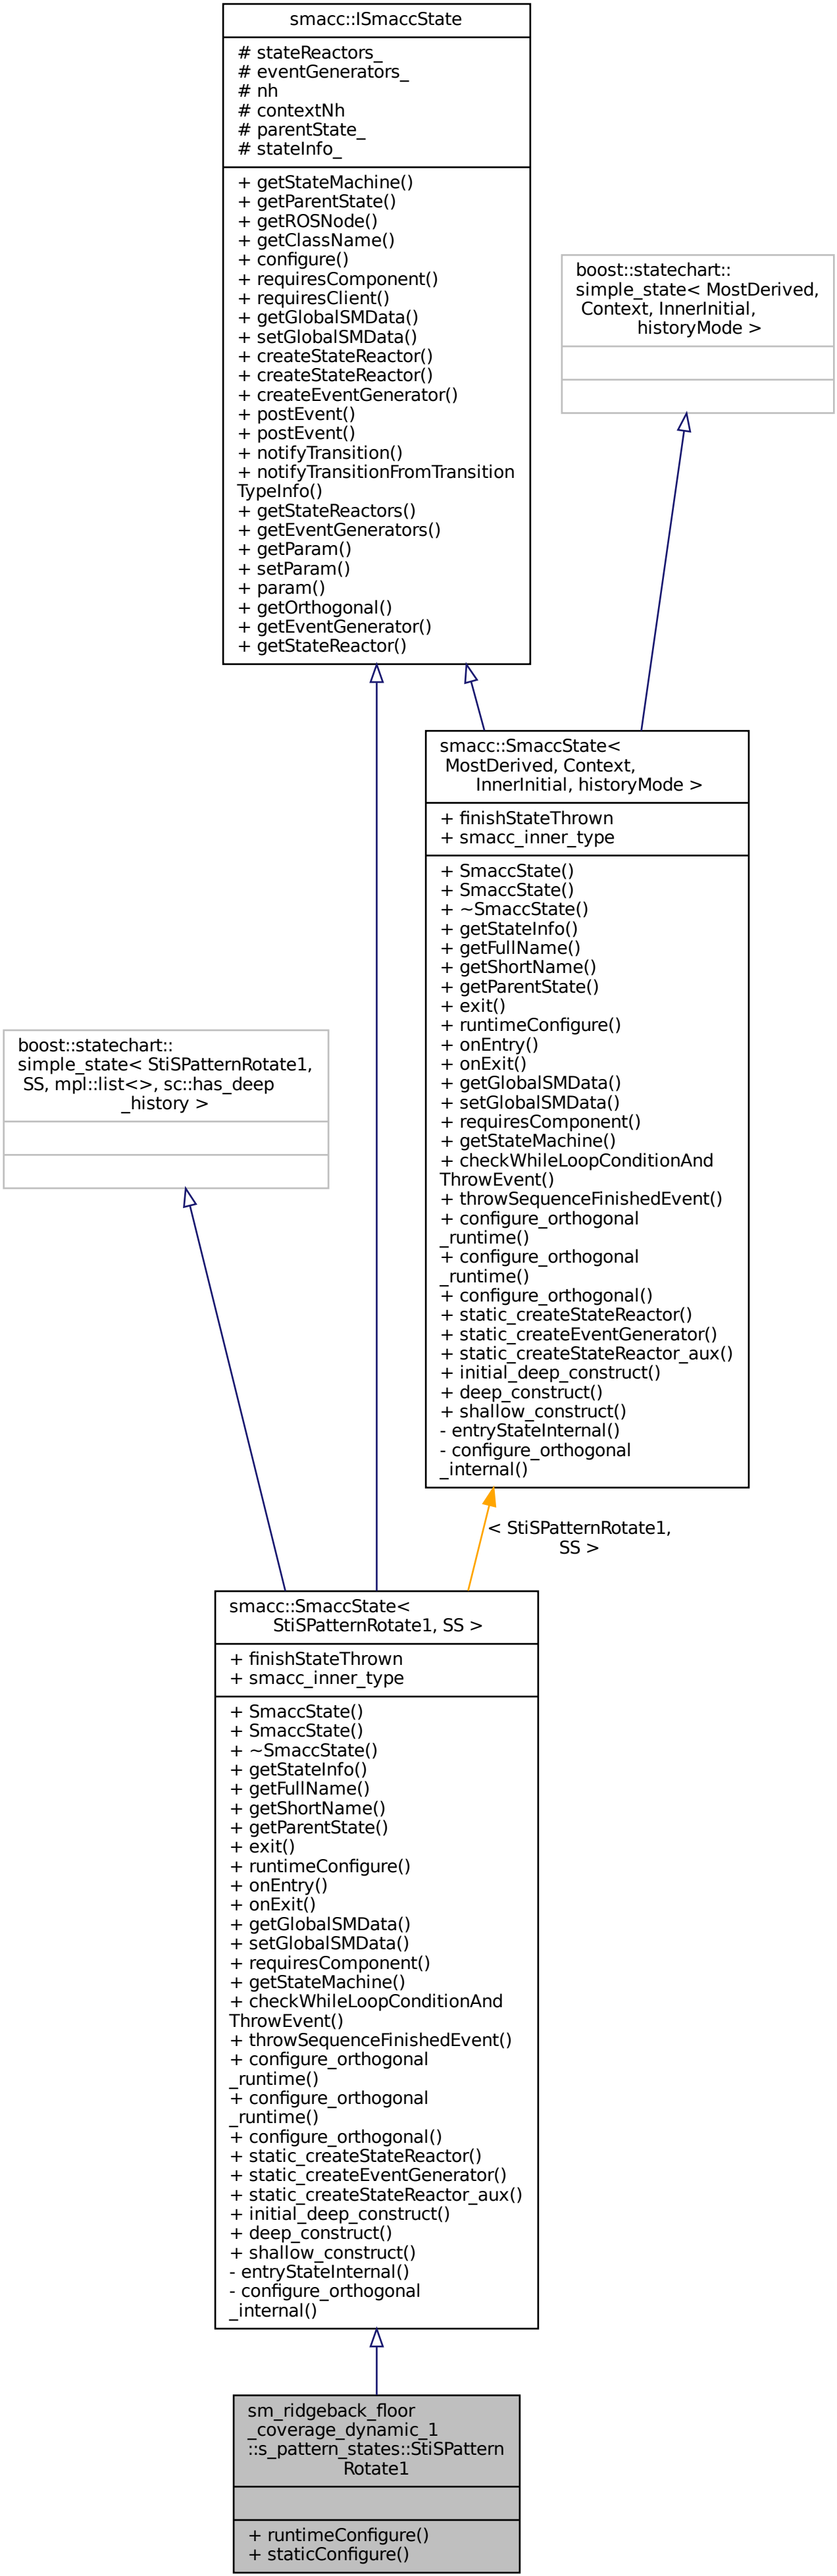 smacc::ISmaccState
# stateReactors_
# eventGenerators_
# nh
# contextNh
# parentState_
# stateInfo_
+ getStateMachine()
+ getParentState()
+ getROSNode()
+ getClassName()
+ configure()
+ requiresComponent()
+ requiresClient()
+ getGlobalSMData()
+ setGlobalSMData()
+ createStateReactor()
+ createStateReactor()
+ createEventGenerator()
+ postEvent()
+ postEvent()
+ notifyTransition()
+ notifyTransitionFromTransition
TypeInfo()
+ getStateReactors()
+ getEventGenerators()
+ getParam()
+ setParam()
+ param()
+ getOrthogonal()
+ getEventGenerator()
+ getStateReactor()
boost::statechart::
simple_state< MostDerived,
Context, InnerInitial,
historyMode >
smacc::SmaccState<
MostDerived, Context,
InnerInitial, historyMode >
+ finishStateThrown
+ smacc_inner_type
+ SmaccState()
+ SmaccState()
+ ~SmaccState()
+ getStateInfo()
+ getFullName()
+ getShortName()
+ getParentState()
+ exit()
+ runtimeConfigure()
+ onEntry()
+ onExit()
+ getGlobalSMData()
+ setGlobalSMData()
+ requiresComponent()
+ getStateMachine()
+ checkWhileLoopConditionAnd
ThrowEvent()
+ throwSequenceFinishedEvent()
+ configure_orthogonal
_runtime()
+ configure_orthogonal
_runtime()
+ configure_orthogonal()
+ static_createStateReactor()
+ static_createEventGenerator()
+ static_createStateReactor_aux()
+ initial_deep_construct()
+ deep_construct()
+ shallow_construct()
- entryStateInternal()
- configure_orthogonal
_internal()
boost::statechart::
simple_state< StiSPatternRotate1,
SS, mpl::list<>, sc::has_deep
_history >
< StiSPatternRotate1,
SS >
smacc::SmaccState<
StiSPatternRotate1, SS >
+ finishStateThrown
+ smacc_inner_type
+ SmaccState()
+ SmaccState()
+ ~SmaccState()
+ getStateInfo()
+ getFullName()
+ getShortName()
+ getParentState()
+ exit()
+ runtimeConfigure()
+ onEntry()
+ onExit()
+ getGlobalSMData()
+ setGlobalSMData()
+ requiresComponent()
+ getStateMachine()
+ checkWhileLoopConditionAnd
ThrowEvent()
+ throwSequenceFinishedEvent()
+ configure_orthogonal
_runtime()
+ configure_orthogonal
_runtime()
+ configure_orthogonal()
+ static_createStateReactor()
+ static_createEventGenerator()
+ static_createStateReactor_aux()
+ initial_deep_construct()
+ deep_construct()
+ shallow_construct()
- entryStateInternal()
- configure_orthogonal
_internal()
sm_ridgeback_floor
_coverage_dynamic_1
::s_pattern_states::StiSPattern
Rotate1
+ runtimeConfigure()
+ staticConfigure()